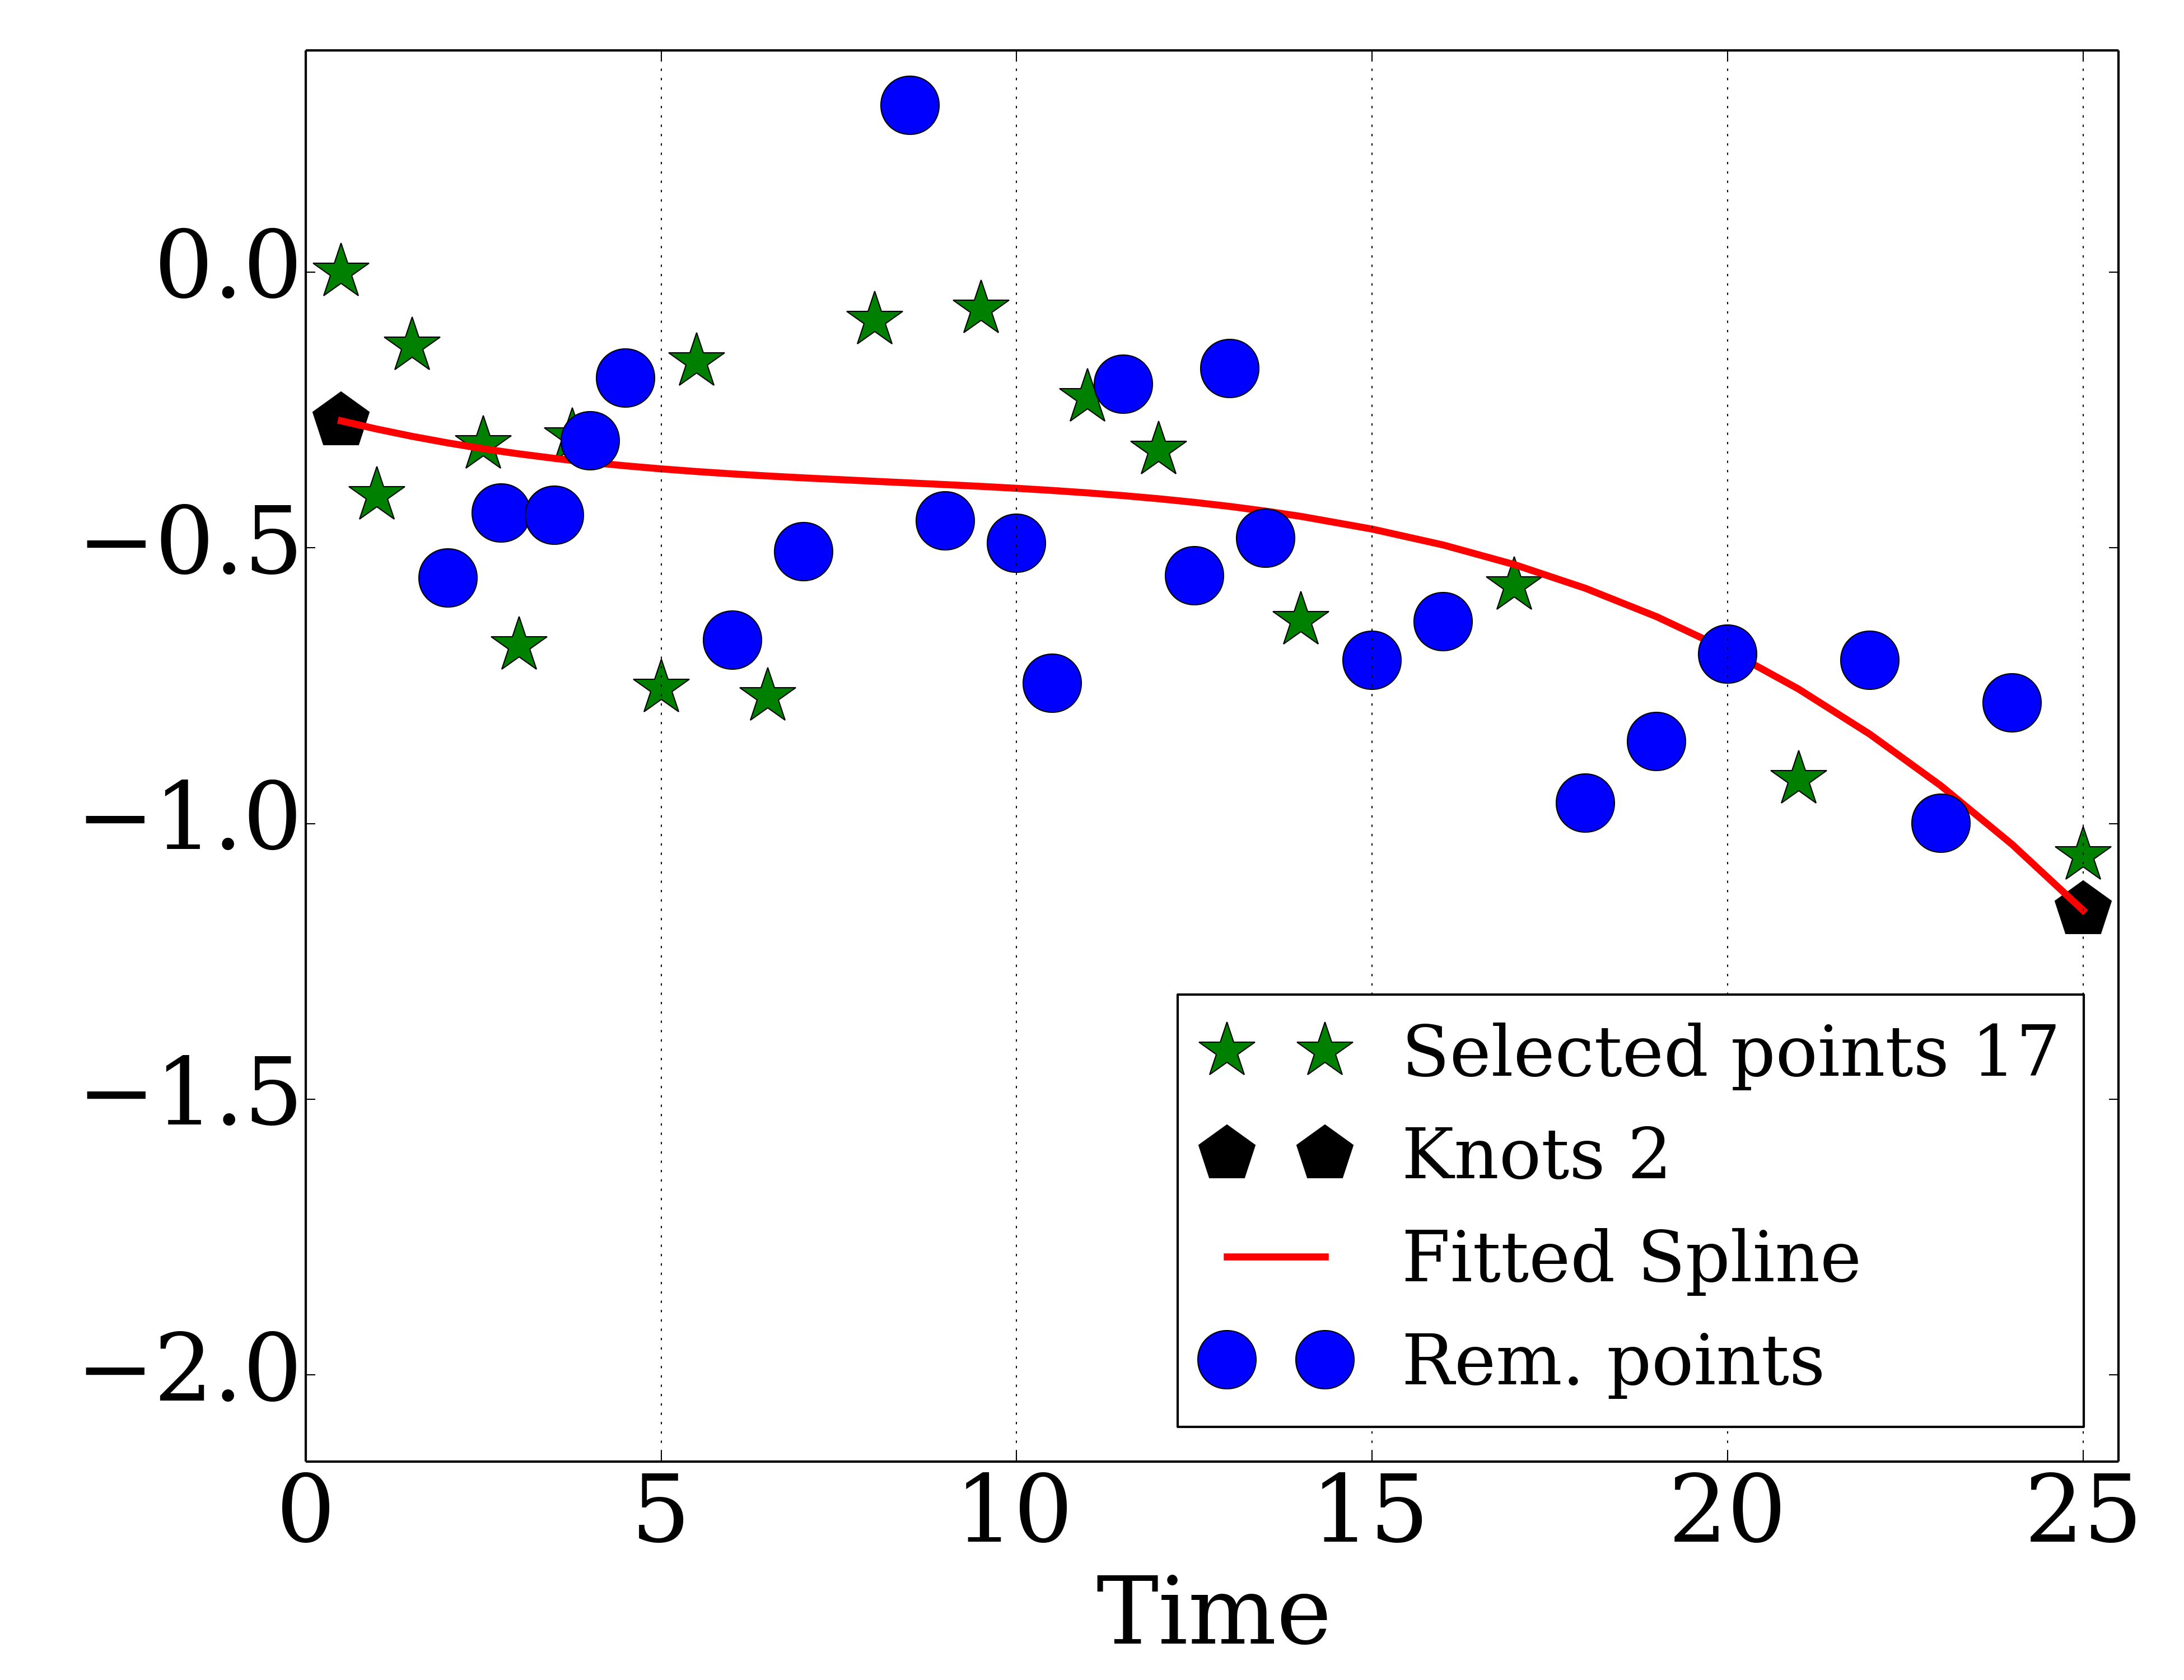 0.0
−0.5
−1.0
−1.5
−2.0
Selected points 17
Knots 2
Fitted Spline
Rem. points
0 5 10 15 20 25
Time